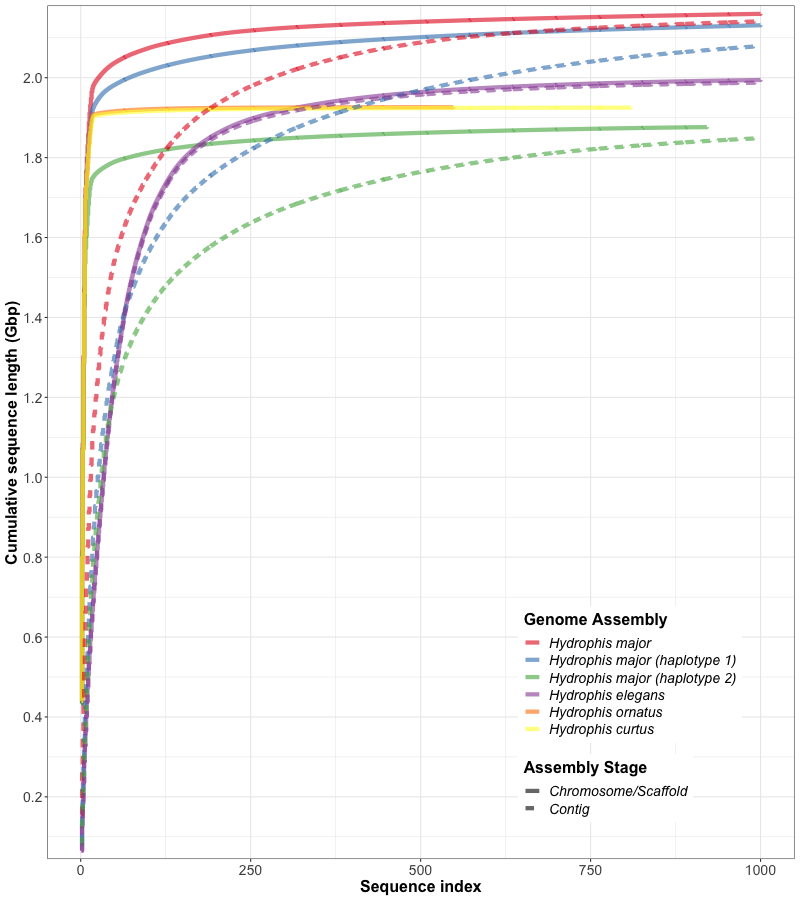 Cumulative sequence length (Gbp)
2.0
1.8
1.6
1.4
1.2
1.0
0.8
0.6
0.4
0.2
Genome Assembly
Hydrophis major
Hydrophis major (haplotype 1)
Hydrophis major (haplotype 2)
Hydrophis elegans
Hydrophis ornatus
Hydrophis curtus
Assembly Stage
Chromosome/Scaffold
Contig
0 250 500 750 1000
Sequence index